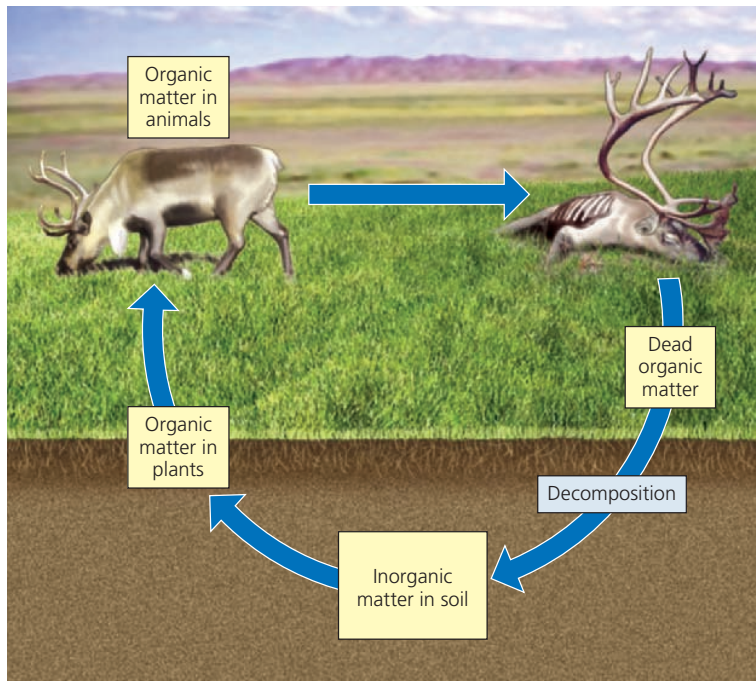 Organic
matter in
animals
Dead
organic
matter
Organic
matter in
plants
Decomposition
Inorganic
matter in soil